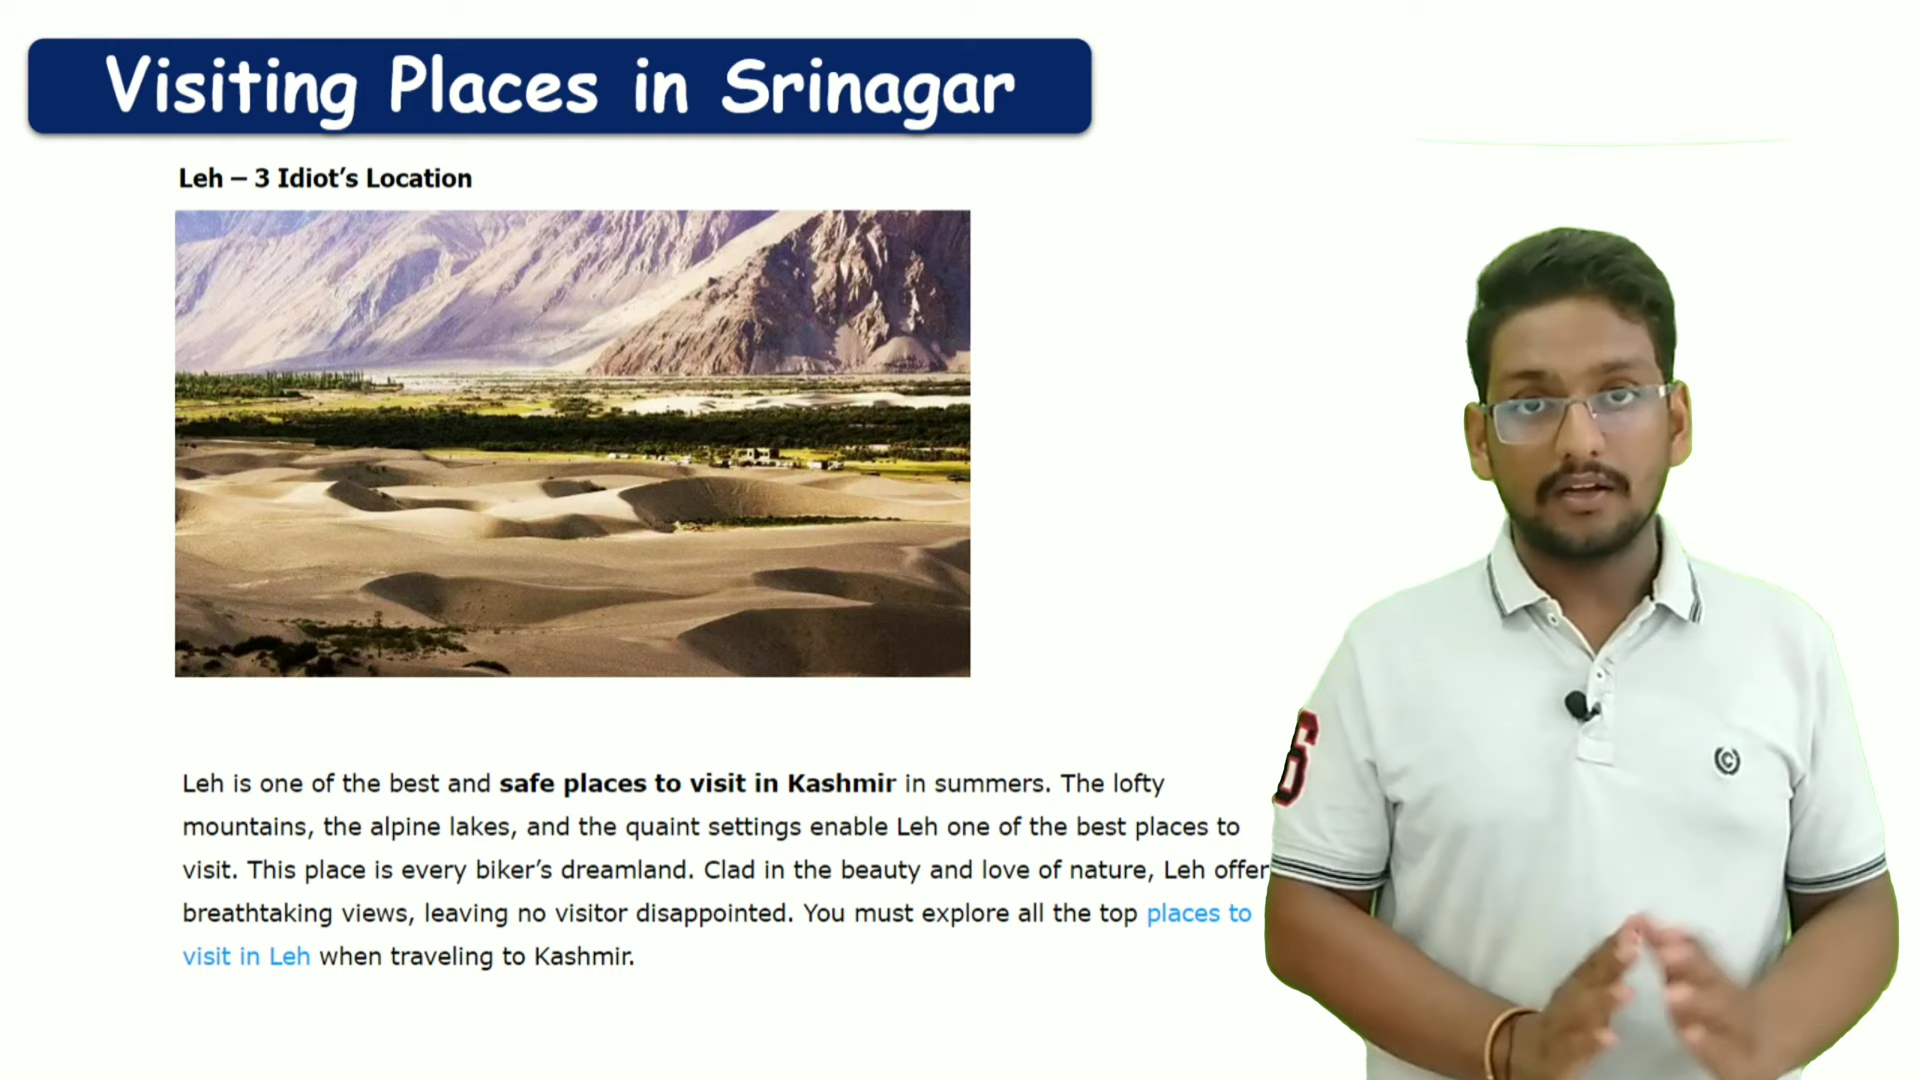 Visiting Places in Srinagar
Leh – 3 Idiot’s Location
Leh is one of the best and safe places to visit in Kashmir in summers. The lofty
mountains, the alpine lakes, and the quaint settings enable Leh one of the best places to
visit. This place is every biker’s dreamland. Clad in the beauty and love of nature, Leh offer
breathtaking views, leaving no visitor disappointed. You must explore all the top places to
visit in Leh when traveling to Kashmir.
6
C